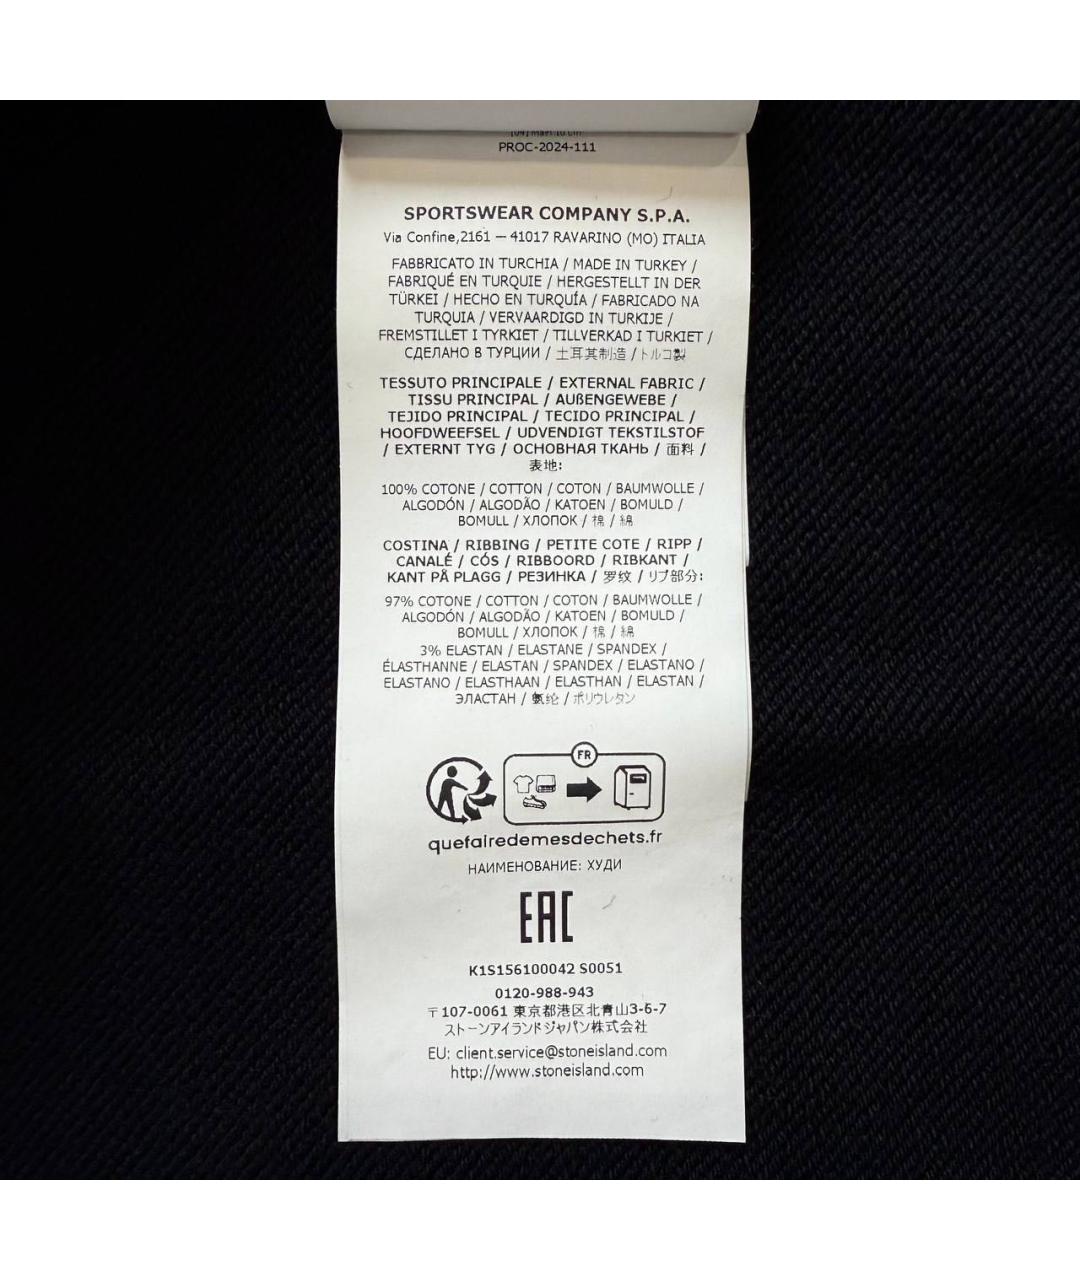 PROC-2024-111
SPORTSWEAR COMPANY S.P.A.
Via Confine,2161 — 41017 RAVARINO (MO) ITALIA
FABBRICATO IN TURCHIA / MADE IN TURKEY /
FABRIQUÉ EN TURQUIE / HERGESTELLT IN DER
TÜRKEI / HECHO EN TURQUÍA / FABRICADO NA
TURQUIA / VERVAARDIGD IN TURKIJE /
FREMSTILLET I TYRKIET / TILLVERKAD I TURKIET /
СДЕЛАНО В ТУРЦИИ / 土耳其制造 / トルコ製
TESSUTO PRINCIPALE / EXTERNAL FABRIC /
TISSU PRINCIPAL / AUßENGEWEBE /
TEJIDO PRINCIPAL / TECIDO PRINCIPAL /
HOOFDWEEFSEL / UDVENDIGT TEKSTILSTOF
/ EXTERNT TYG / ОСНОВНАЯ ТКАНЬ / 面料 /
表地:
100% COTONE / COTTON / COTON / BAUMWOLLE /
ALGODÓN / ALGODÃO / KATOEN / BOMULD /
BOMULL / ХЛОПОК / 棉 / 綿
COSTINA / RIBBING / PETITE COTE / RIPP /
CANALÉ / CÓS / RIBBOORD / RIBKANT /
KANT PÅ PLAGG / РЕЗИНКА / 罗纹 / リブ部分:
97% COTONE / COTTON / COTON / BAUMWOLLE /
ALGODÓN / ALGODÃO / KATOEN / BOMULD /
BOMULL / ХЛОПОК / 棉 / 綿
3% ELASTAN / ELASTANE / SPANDEX /
ÉLASTHANNE / ELASTAN / SPANDEX / ELASTANO /
ELASTANO / ELASTHAAN / ELASTHAN / ELASTAN /
ЭЛАСТАН / 氨纶 / ポリウレタン
FR
quefairedemesdechets.fr
НАИМЕНОВАНИЕ: ХУДИ
EAC
K1S156100042 S0051
0120-988-943
〒107-0061 東京都港区北青山3-6-7
ストーンアイランドジャパン株式会社
EU: client.service@stoneisland.com
http://www.stoneisland.com